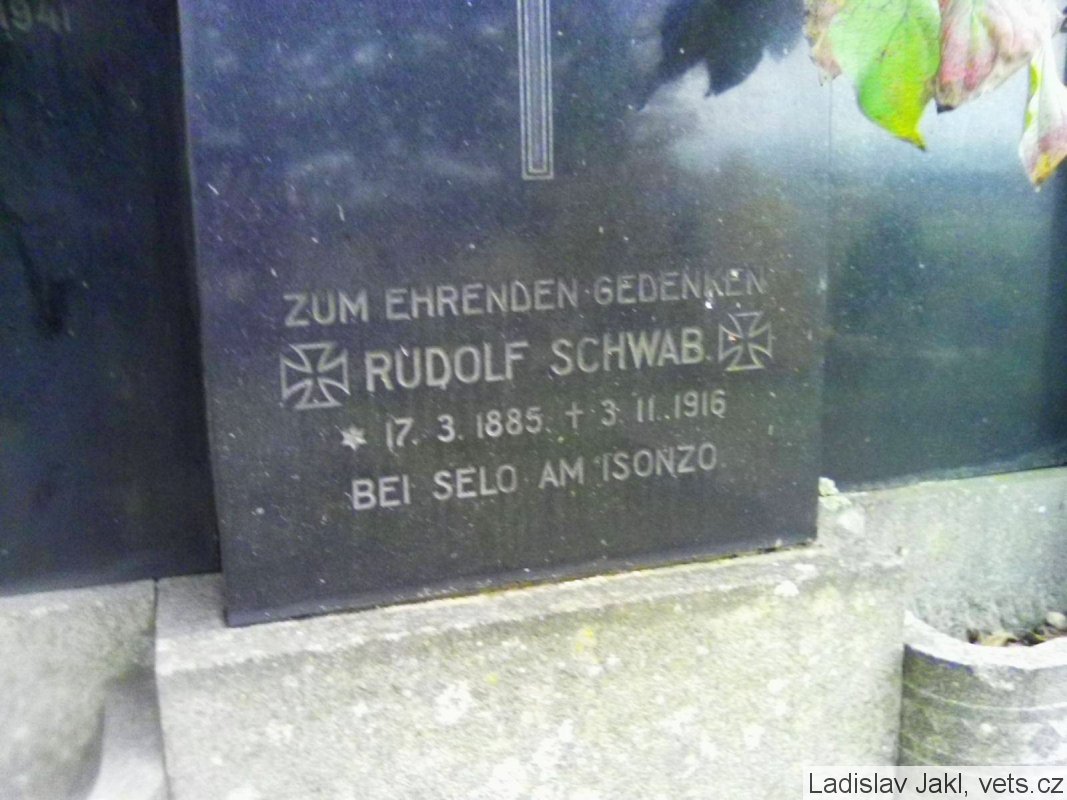 1941
ZUM EHRENDEN GEDENKEN
RUDOLF SCHWAB.
* 17. 3. 1885. † 3. 11. 1916
BEI SELO AM ISONZO.
Ladislav Jakl, vets.cz